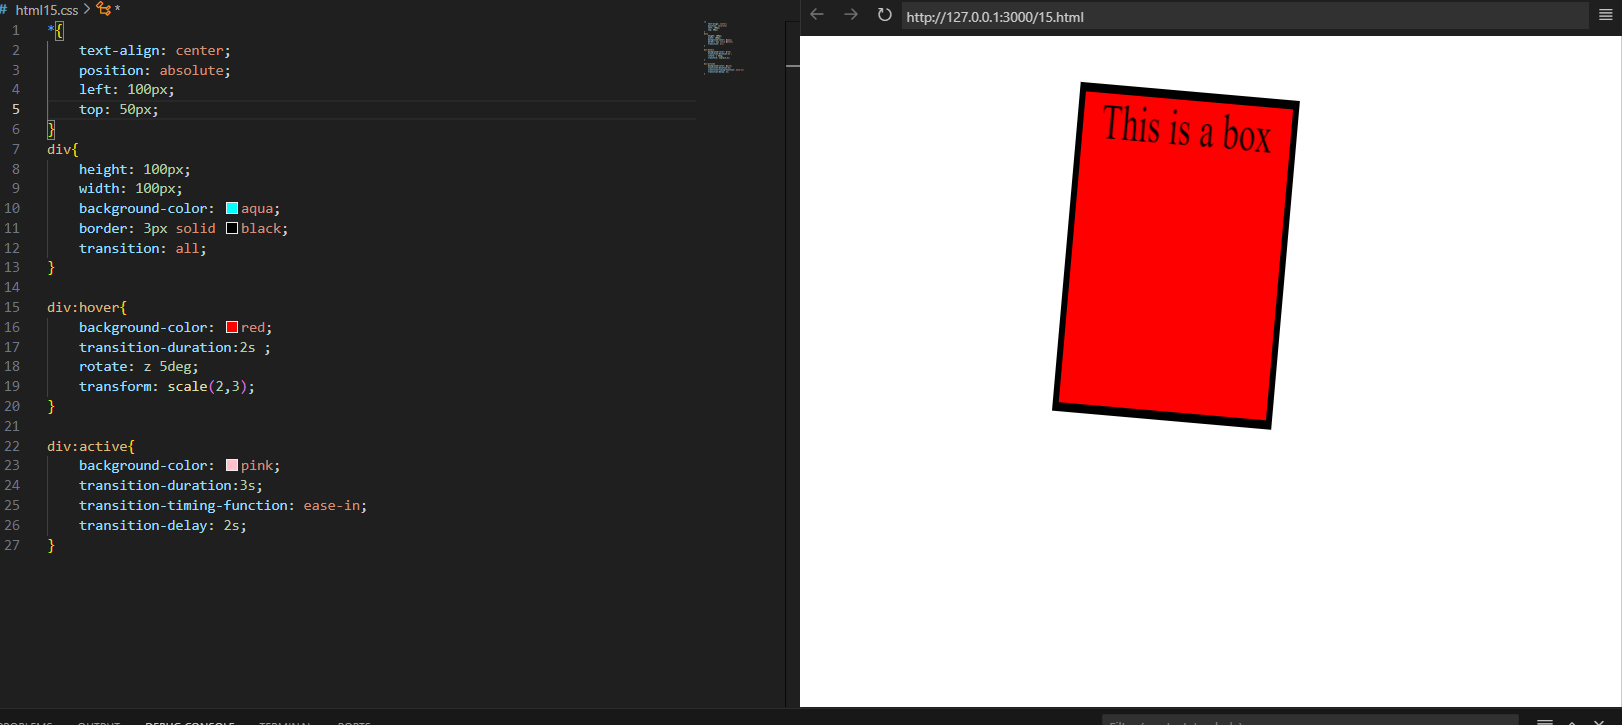 # html15.css > *
1 *{
2 text-align: center;
3 position: absolute;
4 left: 100px;
5 top: 50px;
6 }
7 div{
8 height: 100px;
9 width: 100px;
10 background-color: aqua;
11 border: 3px solid black;
12 transition: all;
13 }
14
15 div:hover{
16 background-color: red;
17 transition-duration:2s ;
18 rotate: z 5deg;
19 transform: scale(2,3);
20 }
21
22 div:active{
23 background-color: pink;
24 transition-duration:3s;
25 transition-timing-function: ease-in;
26 transition-delay: 2s;
27 }
http://127.0.0.1:3000/15.html
This is a box
PROBLEMS OUTPUT DEBUG CONSOLE TERMINAL PORTS